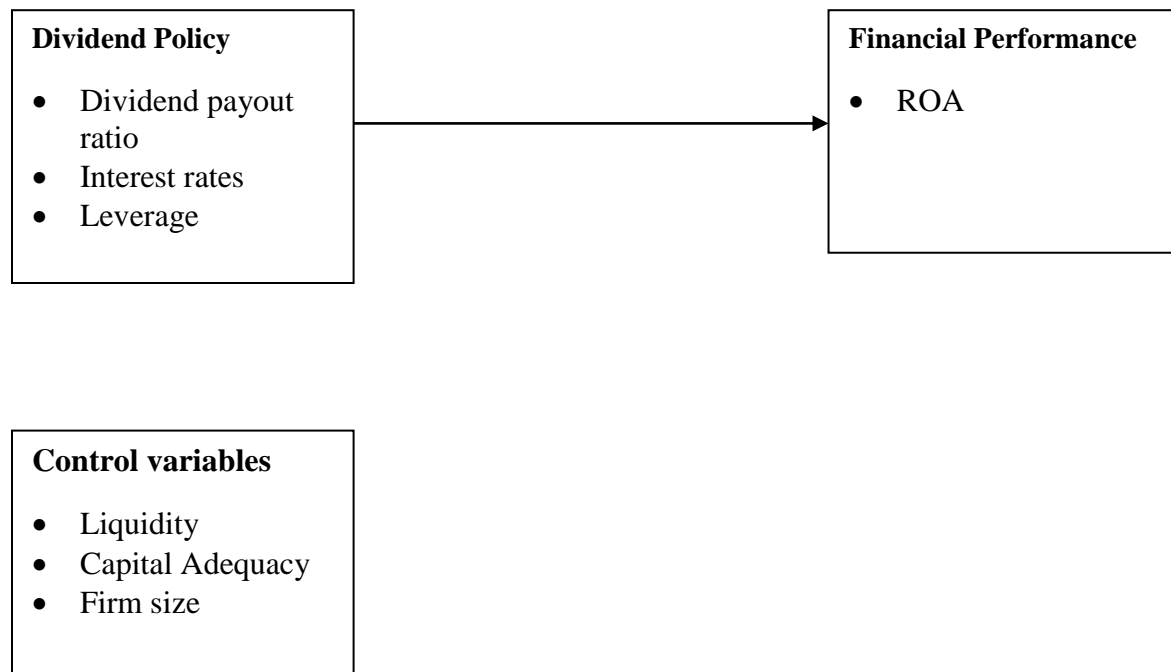 Dividend Policy
• Dividend payout
ratio
• Interest rates
• Leverage
Financial Performance
• ROA
Control variables
• Liquidity
• Capital Adequacy
• Firm size